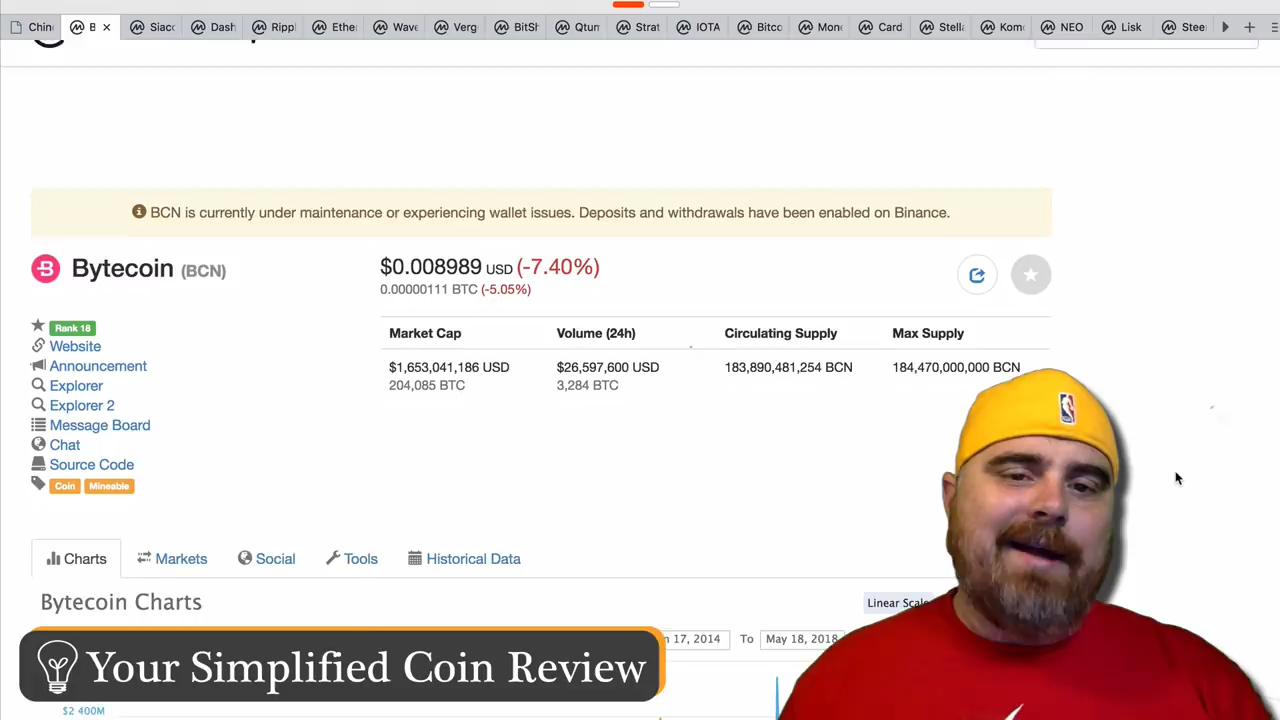 Chin
B
Siaco
Dash
Rippl
Ethe
Wave
Verg
BitSh
Qtum
Strat
IOTA
Bitco
Mon
Card
Stella
Kom
NEO
Lisk
Stee
BCN is currently under maintenance or experiencing wallet issues. Deposits and withdrawals have been enabled on Binance.
Bytecoin (BCN)
$0.008989 USD (-7.40%)
0.00000111 BTC (-5.05%)
Rank 18
Website
Announcement
Explorer
Explorer 2
Message Board
Chat
Source Code
Coin Mineable
Market Cap Volume (24h) Circulating Supply Max Supply
$1,653,041,186 USD $26,597,600 USD 183,890,481,254 BCN 184,470,000,000 BCN
204,085 BTC 3,284 BTC
Charts Markets Social Tools Historical Data
Bytecoin Charts
Linear Scale
n 17, 2014 To May 18, 2018
Your Simplified Coin Review
$2 400M